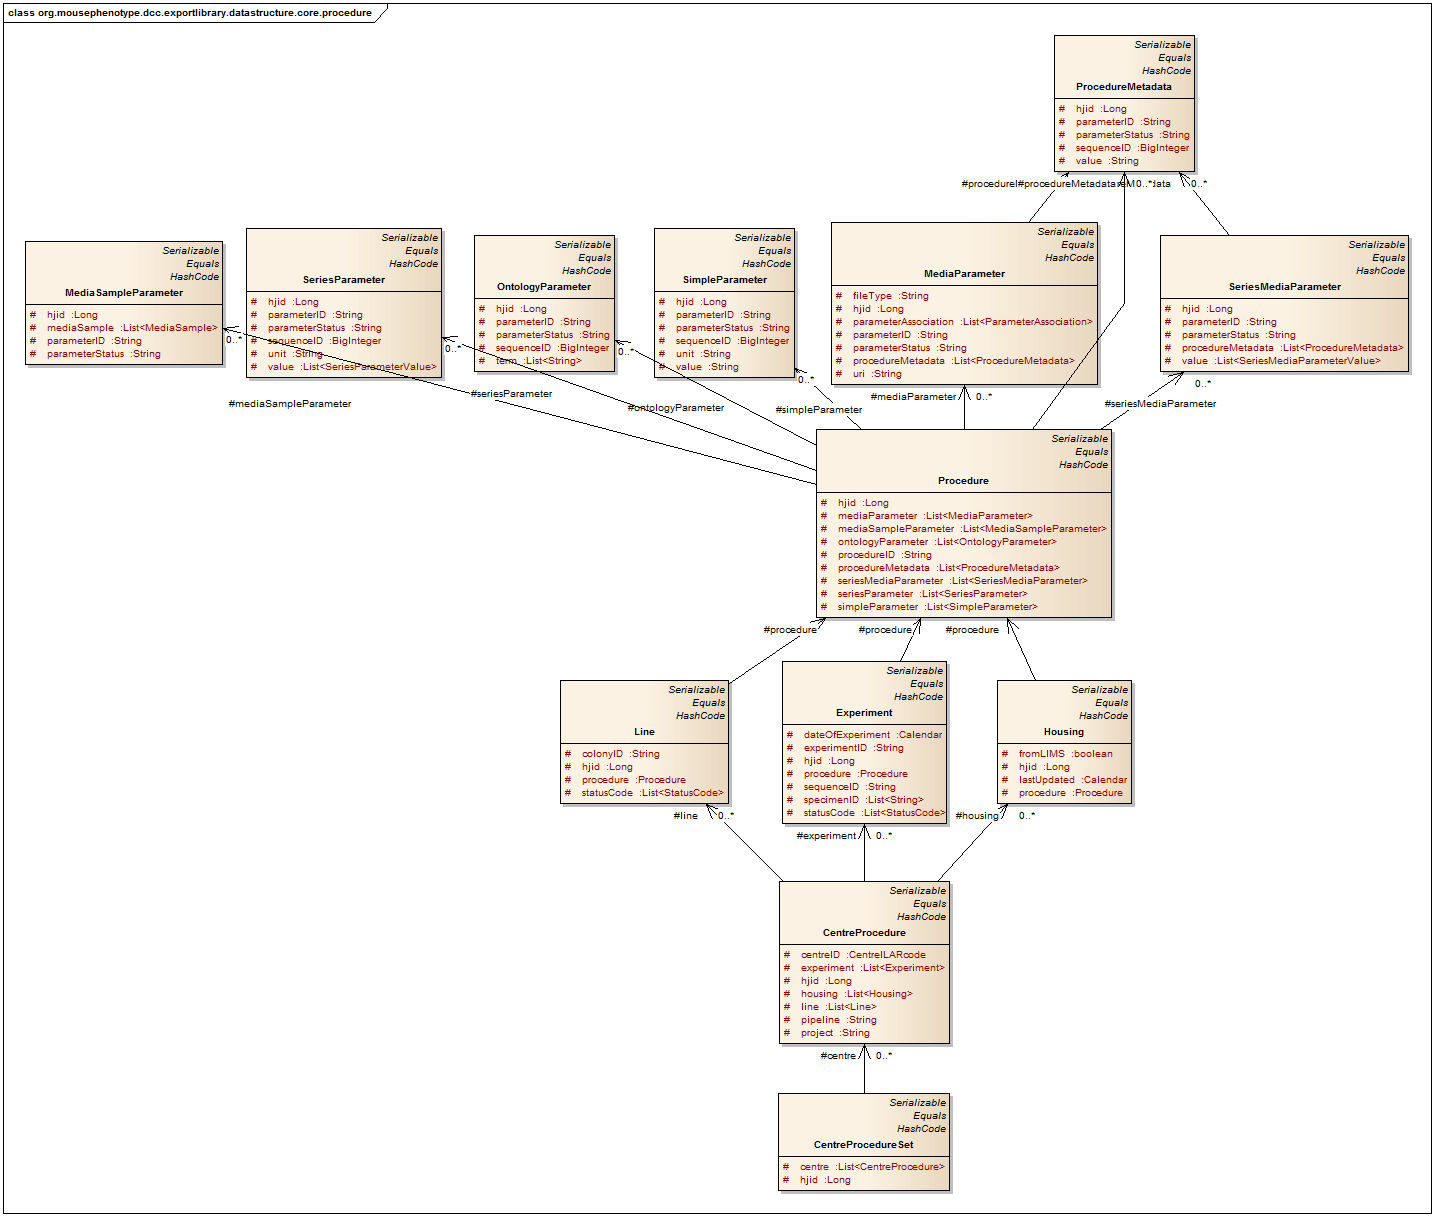 class org.mousephenotype.dcc.exportlibrary.datastructure.core.procedure
Serializable
Equals
HashCode
ProcedureMetadata
# hjid :Long
# parameterID :String
# parameterStatus :String
# sequenceID :BigInteger
# value :String
0..*
0..*
Serializable
Equals
HashCode
MediaSampleParameter
# hjid :Long
# mediaSample :List<MediaSample>
# parameterID :String
# parameterStatus :String
0..*
#mediaSampleParameter
Serializable
Equals
HashCode
SeriesParameter
# hjid :Long
# parameterID :String
# parameterStatus :String
# sequenceID :BigInteger
# unit :String
# value :List<SeriesParameterValue>
0..*
#seriesParameter
Serializable
Equals
HashCode
OntologyParameter
# hjid :Long
# parameterID :String
# parameterStatus :String
# sequenceID :BigInteger
# term :List<String>
0..*
#ontologyParameter
Serializable
Equals
HashCode
SimpleParameter
# hjid :Long
# parameterID :String
# parameterStatus :String
# sequenceID :BigInteger
# unit :String
# value :String
0..*
#simpleParameter
Serializable
Equals
HashCode
MediaParameter
# fileType :String
# hjid :Long
# parameterAssociation :List<ParameterAssociation>
# parameterID :String
# parameterStatus :String
# procedureMetadata :List<ProcedureMetadata>
# uri :String
#mediaParameter
0..*
Serializable
Equals
HashCode
SeriesMediaParameter
# hjid :Long
# parameterID :String
# parameterStatus :String
# procedureMetadata :List<ProcedureMetadata>
# value :List<SeriesMediaParameterValue>
0..*
#seriesMediaParameter
Serializable
Equals
HashCode
Procedure
# hjid :Long
# mediaParameter :List<MediaParameter>
# mediaSampleParameter :List<MediaSampleParameter>
# ontologyParameter :List<OntologyParameter>
# procedureID :String
# procedureMetadata :List<ProcedureMetadata>
# seriesMediaParameter :List<SeriesMediaParameter>
# seriesParameter :List<SeriesParameter>
# simpleParameter :List<SimpleParameter>
#procedure
#procedure
#procedure
Serializable
Equals
HashCode
Line
# colonyID :String
# hjid :Long
# procedure :Procedure
# statusCode :List<StatusCode>
#line
0..*
Serializable
Equals
HashCode
Experiment
# dateOfExperiment :Calendar
# experimentID :String
# hjid :Long
# procedure :Procedure
# sequenceID :String
# specimenID :List<String>
# statusCode :List<StatusCode>
#experiment
0..*
Serializable
Equals
HashCode
Housing
# fromLIMS :boolean
# hjid :Long
# lastUpdated :Calendar
# procedure :Procedure
#housing
0..*
Serializable
Equals
HashCode
CentreProcedure
# centreID :CentreILARcode
# experiment :List<Experiment>
# hjid :Long
# housing :List<Housing>
# line :List<Line>
# pipeline :String
# project :String
#centre
0..*
Serializable
Equals
HashCode
CentreProcedureSet
# centre :List<CentreProcedure>
# hjid :Long